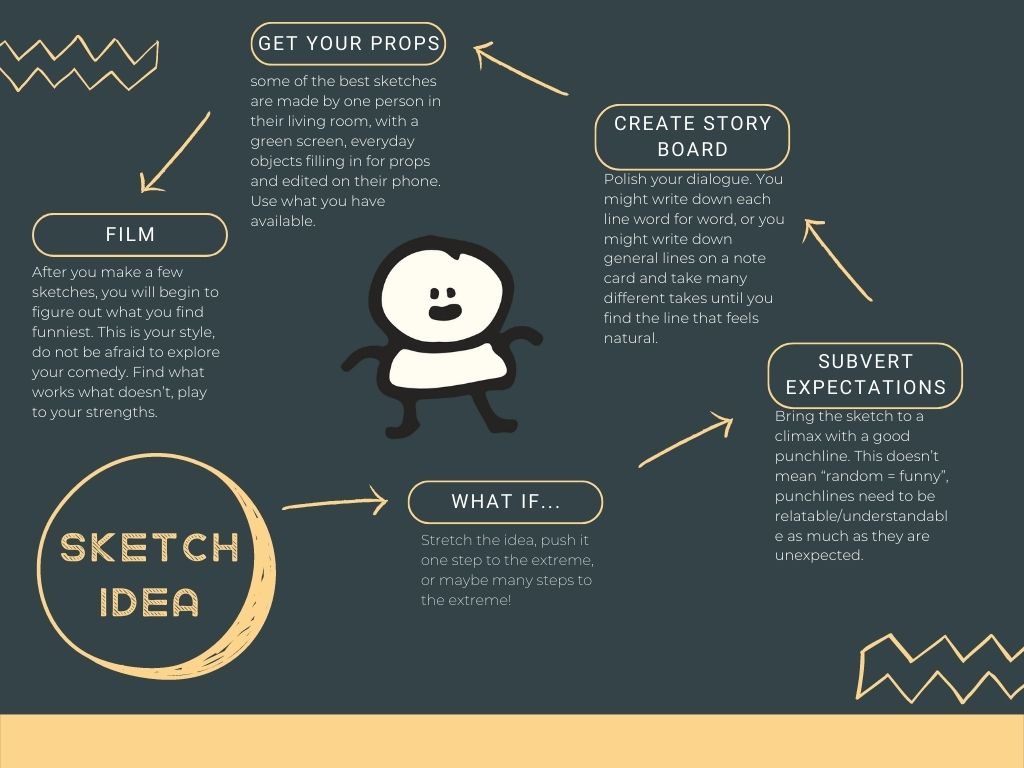 SKETCH
IDEA
WHAT IF...
Stretch the idea, push it
one step to the extreme,
or maybe many steps to
the extreme!
SUBVERT
EXPECTATIONS
Bring the sketch to a
climax with a good
punchline. This doesn't
mean “random = funny”,
punchlines need to be
relatable/understandabl
e as much as they are
unexpected.
CREATE STORY
BOARD
Polish your dialogue. You
might write down each
line word for word, or you
might write down
general lines on a note
card and take many
different takes until you
find the line that feels
natural.
GET YOUR PROPS
some of the best sketches
are made by one person in
their living room, with a
green screen, everyday
objects filling in for props
and edited on their phone.
Use what you have
available.
FILM
After you make a few
sketches, you will begin to
figure out what you find
funniest. This is your style,
do not be afraid to explore
your comedy. Find what
works what doesn't, play
to your strengths.